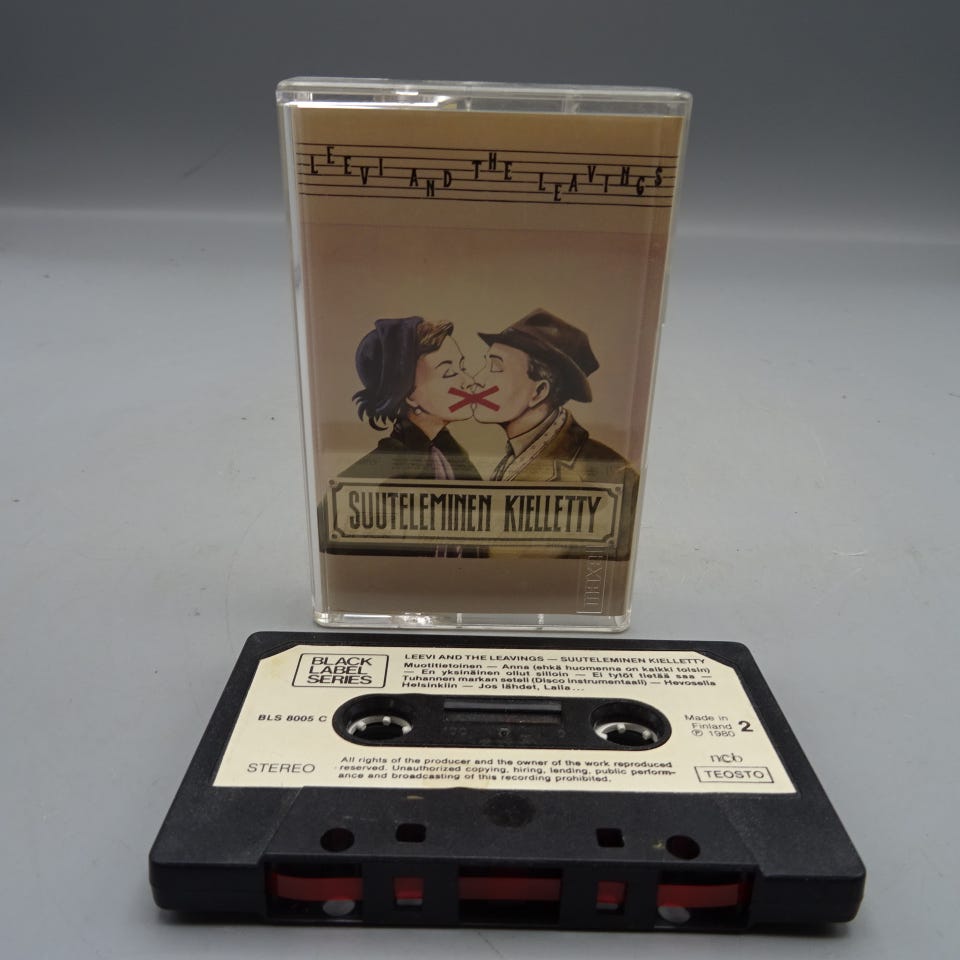 LEEVI AND THE LEAVINGS
SUUTELEMINEN KIELLETTY
maxell
BLACK
LABEL
SERIES
LEEVI AND THE LEAVINGS — SUUTELEMINEN KIELLETTY
Muotitietoinen — Anna (ehkä huomenna on kaikki toisin)
— En yksinäinen ollut silloin — Ei tytöt tietää saa —
Tuhannen markan seteli (Disco instrumentaali) — Hevosella
Helsinkiin — Jos lähdet, Laila...
BLS 8005 C
Made in
Finland
℗ 1980
2
STEREO
All rights of the producer and the owner of the work reproduced
reserved. Unauthorized copying, hiring, lending, public perform-
ance and broadcasting of this recording prohibited.
ncb
TEOSTO